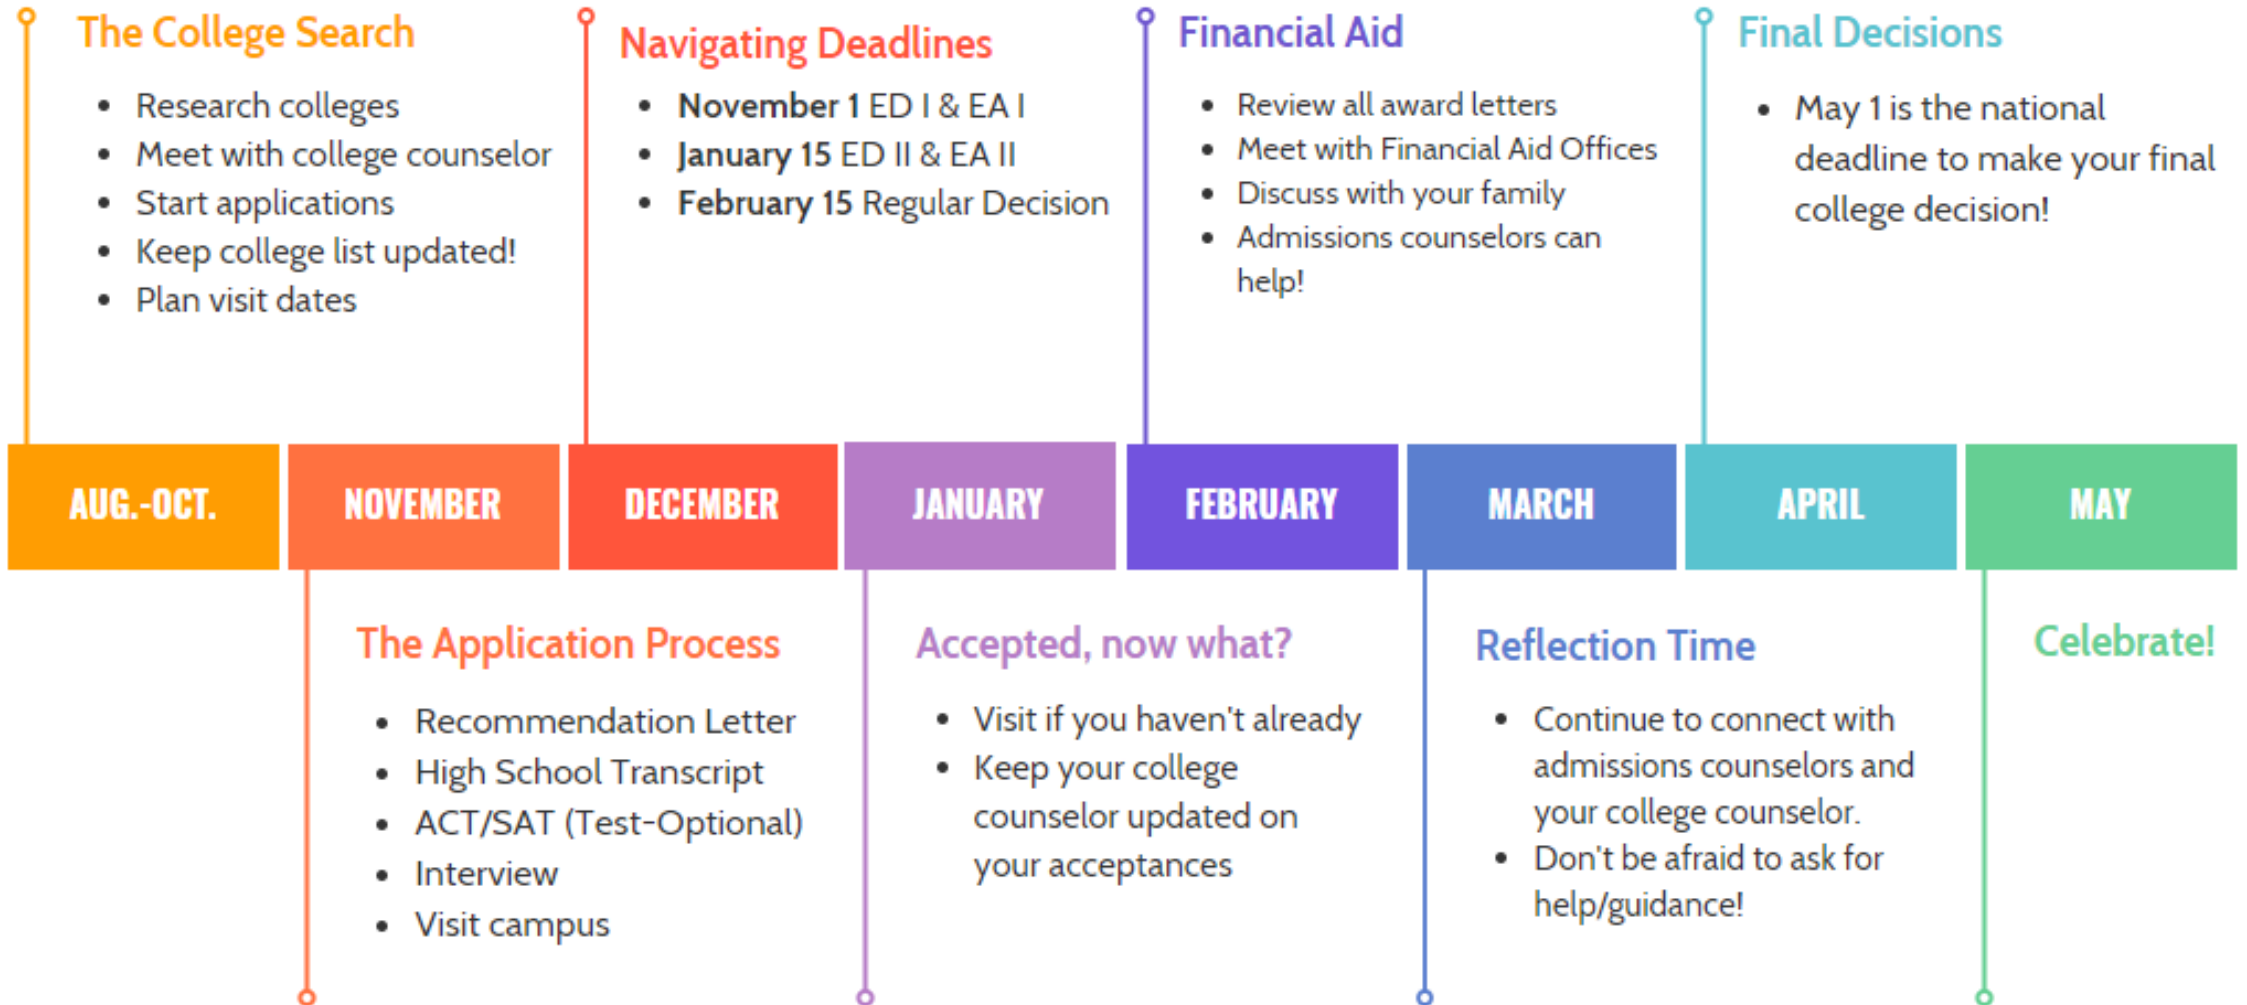 The College Search
• Research colleges
• Meet with college counselor
• Start applications
• Keep college list updated!
• Plan visit dates
Navigating Deadlines
• November 1 ED I & EA I
• January 15 ED II & EA II
• February 15 Regular Decision
Financial Aid
• Review all award letters
• Meet with Financial Aid Offices
• Discuss with your family
• Admissions counselors can
help!
Final Decisions
• May 1 is the national
deadline to make your final
college decision!
AUG.-OCT.
NOVEMBER
DECEMBER
JANUARY
FEBRUARY
MARCH
APRIL
MAY
The Application Process
• Recommendation Letter
• High School Transcript
• ACT/SAT (Test-Optional)
• Interview
• Visit campus
Accepted, now what?
• Visit if you haven't already
• Keep your college
counselor updated on
your acceptances
Reflection Time
• Continue to connect with
admissions counselors and
your college counselor.
• Don't be afraid to ask for
help/guidance!
Celebrate!